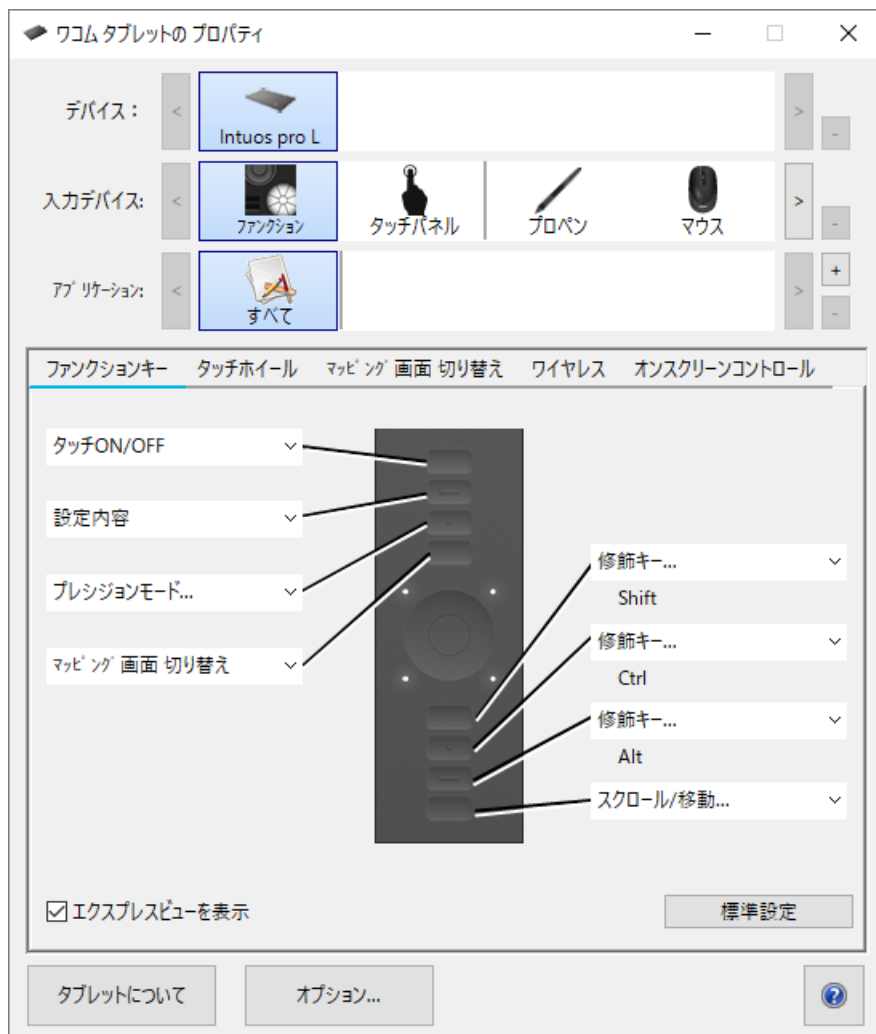 ワコム タブレットの プロパティ
デバイス：
<
Intuos pro L
>
-
入力デバイス:
<
ファンクション
タッチパネル
プロペン
マウス
>
-
アプリケーション:
<
すべて
>
+
-
ファンクションキー タッチホイール マッピング 画面 切り替え ワイヤレス オンスクリーンコントロール
タッチON/OFF
設定内容
プレシジョンモード...
マッピング 画面 切り替え
修飾キー...
Shift
修飾キー...
Ctrl
修飾キー...
Alt
スクロール/移動...
エクスプレスビューを表示
標準設定
タブレットについて
オプション...
?